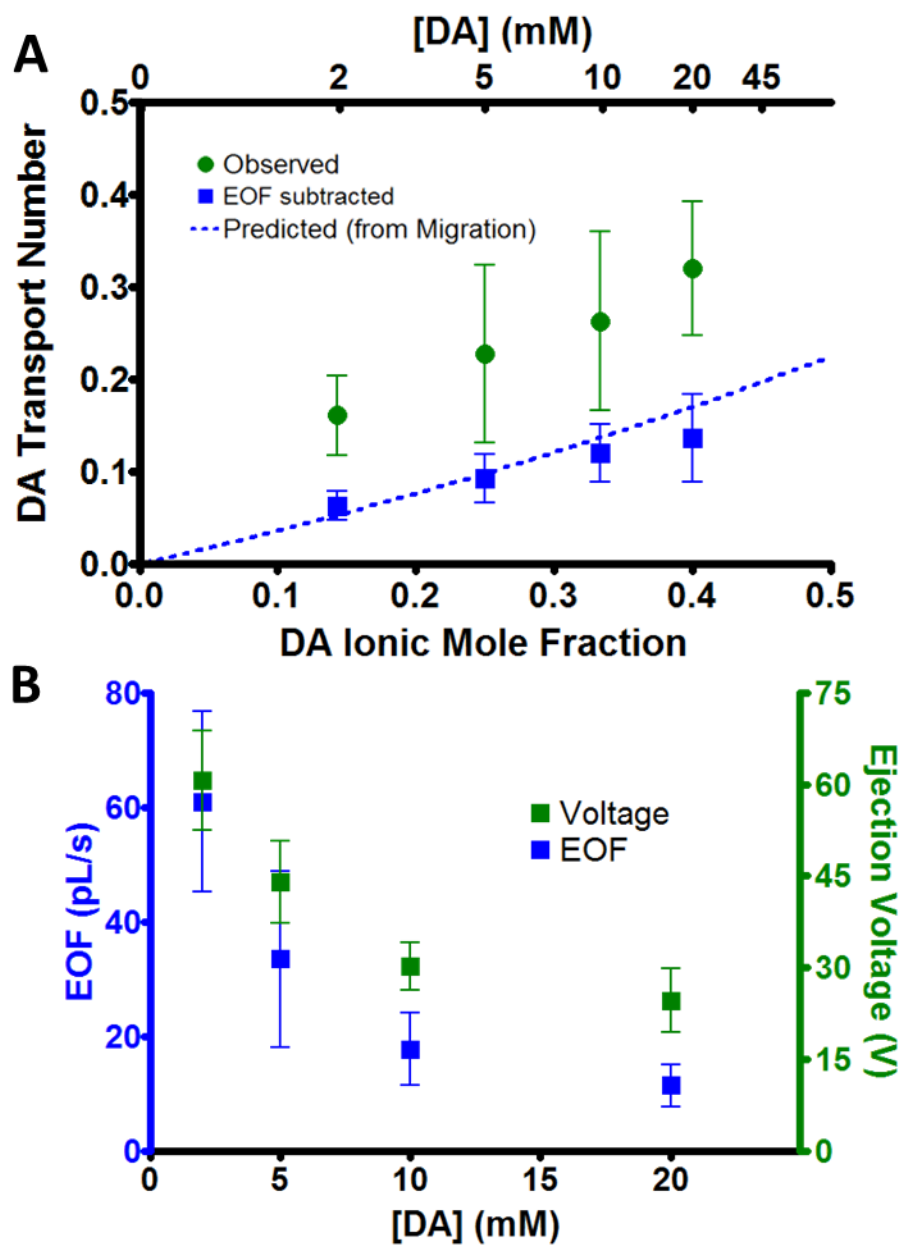 A
[DA] (mM)
0 2 5 10 20 45
0.5
Observed
EOF subtracted
Predicted (from Migration)
0.4
0.3
0.2
0.1
0.0
DA Transport Number
0.0 0.1 0.2 0.3 0.4 0.5
DA Ionic Mole Fraction
B
80 75
60 60
40 45
20 30
0 15
0
EOF (pL/s)
Voltage
EOF
Ejection Voltage (V)
0 5 10 15 20
[DA] (mM)